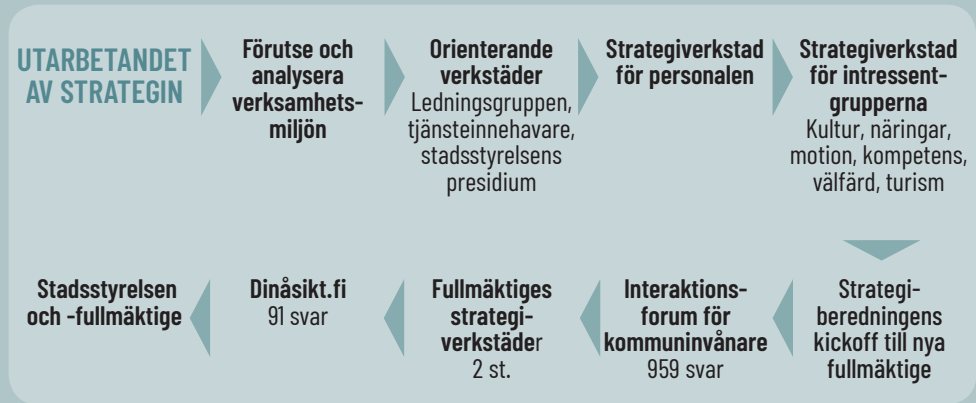 UTARBETANDET
AV STRATEGIN
Förutse och
analysera
verksamhets-
miljön
Orienterande
verkstäder
Ledningsgruppen,
tjänsteinnehavare,
stadsstyrelsens
presidium
Strategiverkstad
för personalen
Strategiverkstad
för intressent-
grupperna
Kultur, näringar,
motion, kompetens,
välfärd, turism
Strategi-
beredningens
kickoff till nya
fullmäktige
Interaktions-
forum för
kommuninvånare
959 svar
Fullmäktiges
strategi-
verkstäder
2 st.
Dinåsikt.fi
91 svar
Stadsstyrelsen
och -fullmäktige